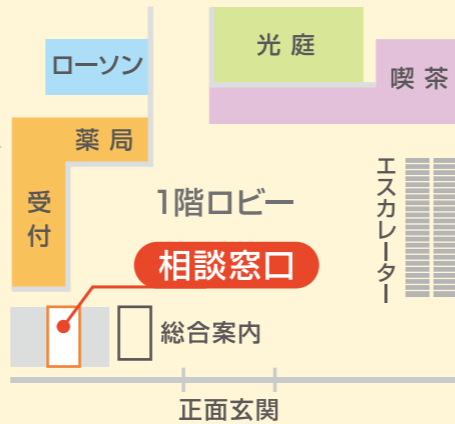 光庭
ローソン
喫茶
薬局
受付
1階ロビー
エスカレーター
相談窓口
総合案内
正面玄関